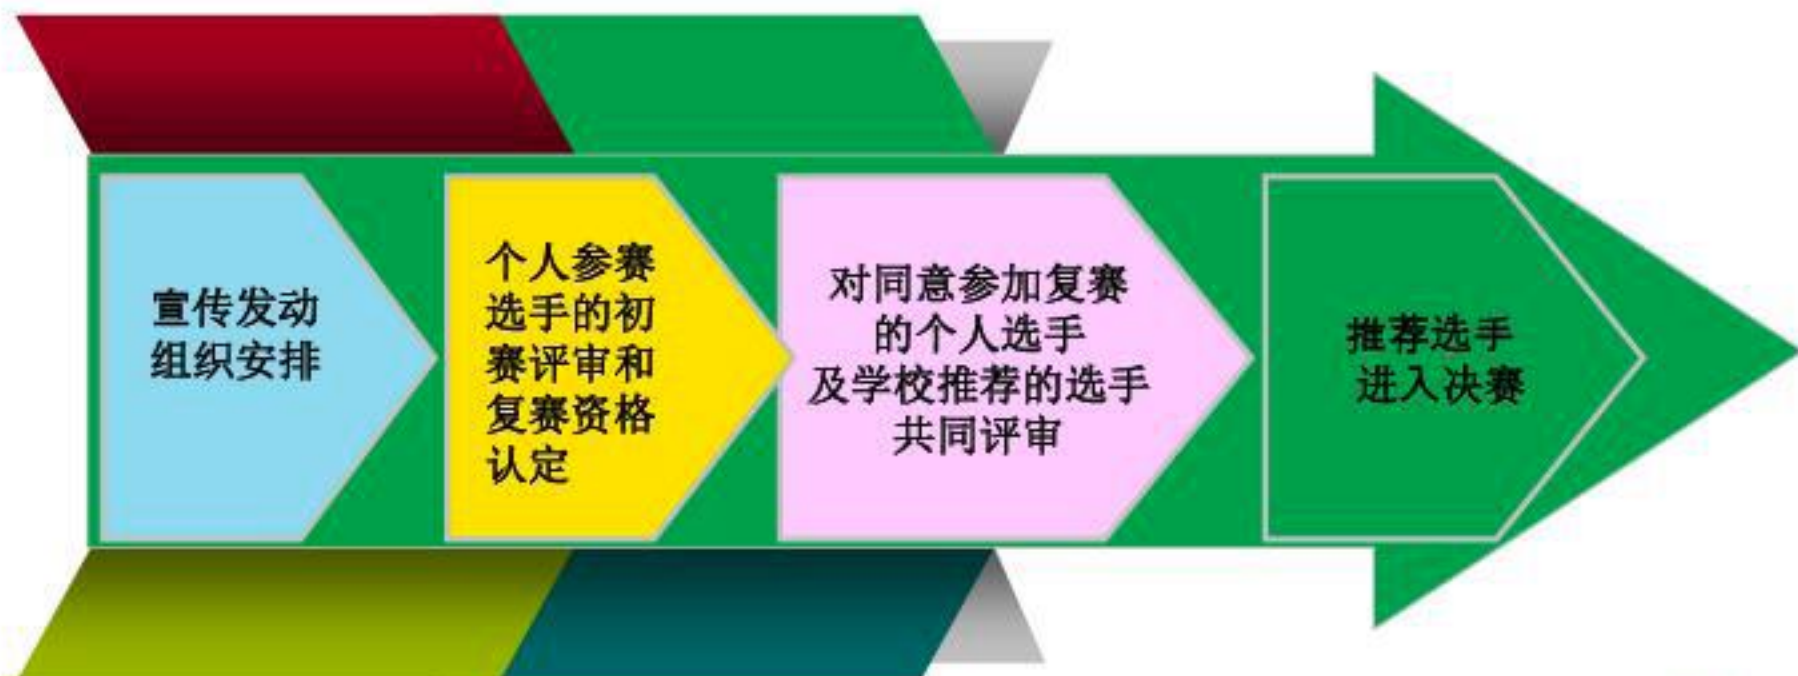 宣传发动
组织安排
个人参赛
选手的初
赛评审和
复赛资格
认定
对同意参加复赛
的个人选手
及学校推荐的选手
共同评审
推荐选手
进入决赛